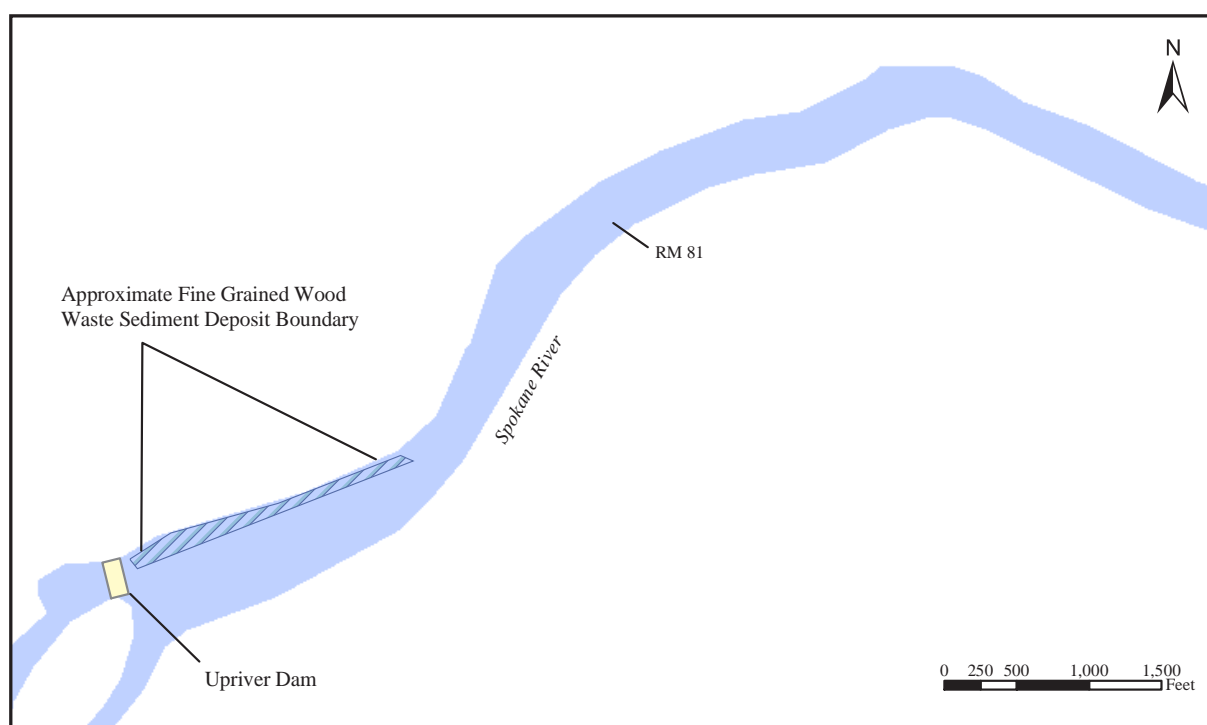 N
RM 81
Approximate Fine Grained Wood
Waste Sediment Deposit Boundary
Spokane River
Upriver Dam
0 250 500 1,000 1,500
Feet